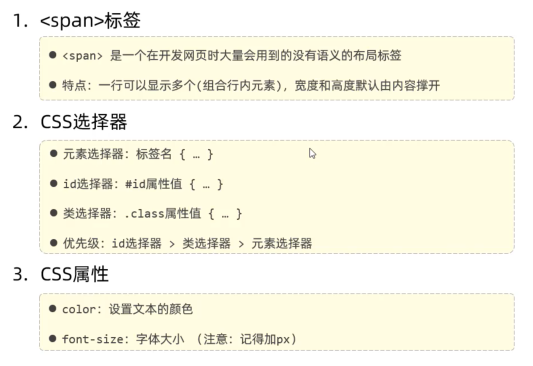 1. <span>标签
● <span> 是一个在开发网页时大量会用到的没有语义的布局标签
● 特点：一行可以显示多个(组合行内元素)，宽度和高度默认由内容撑开
2. CSS选择器
● 元素选择器：标签名 { … }
● id选择器：#id属性值 { … }
● 类选择器：.class属性值 { … }
● 优先级：id选择器 > 类选择器 > 元素选择器
3. CSS属性
● color：设置文本的颜色
● font-size：字体大小 （注意：记得加px）